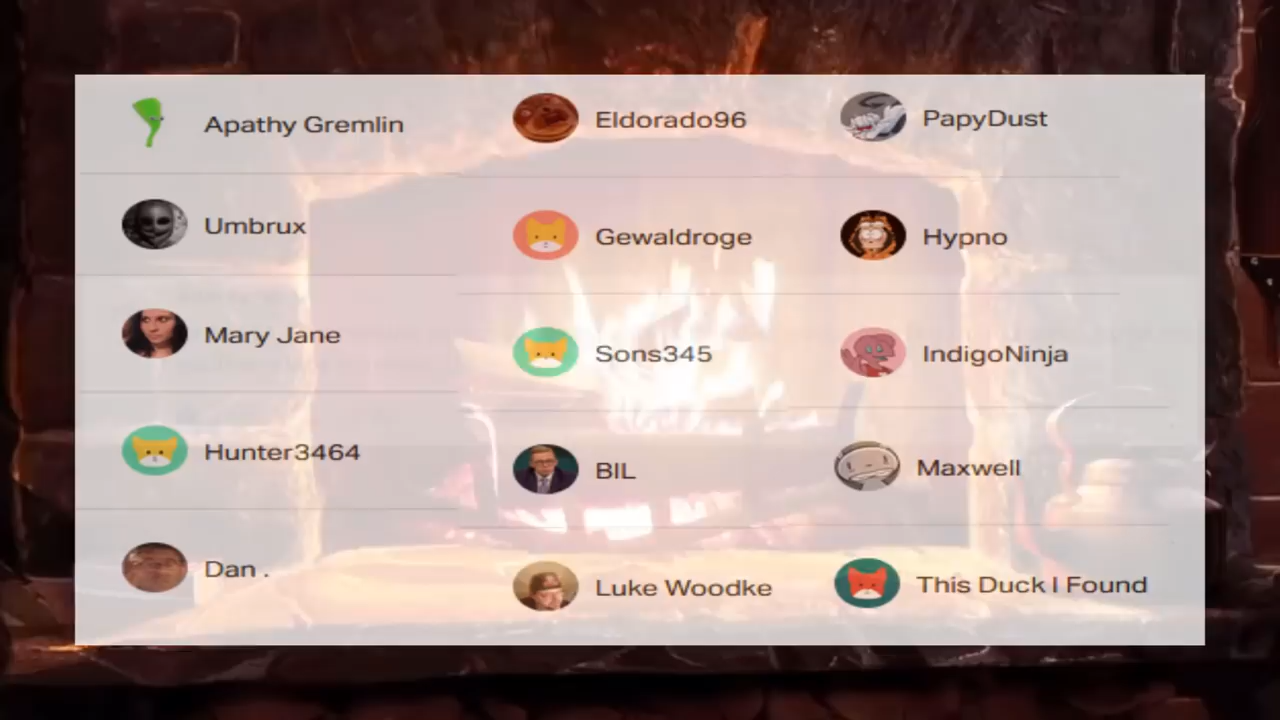 Apathy Gremlin
Umbrux
Mary Jane
Hunter3464
Dan .
Eldorado96
Gewaldroge
Sons345
BIL
Luke Woodke
PapyDust
Hypno
IndigoNinja
Maxwell
This Duck I Found